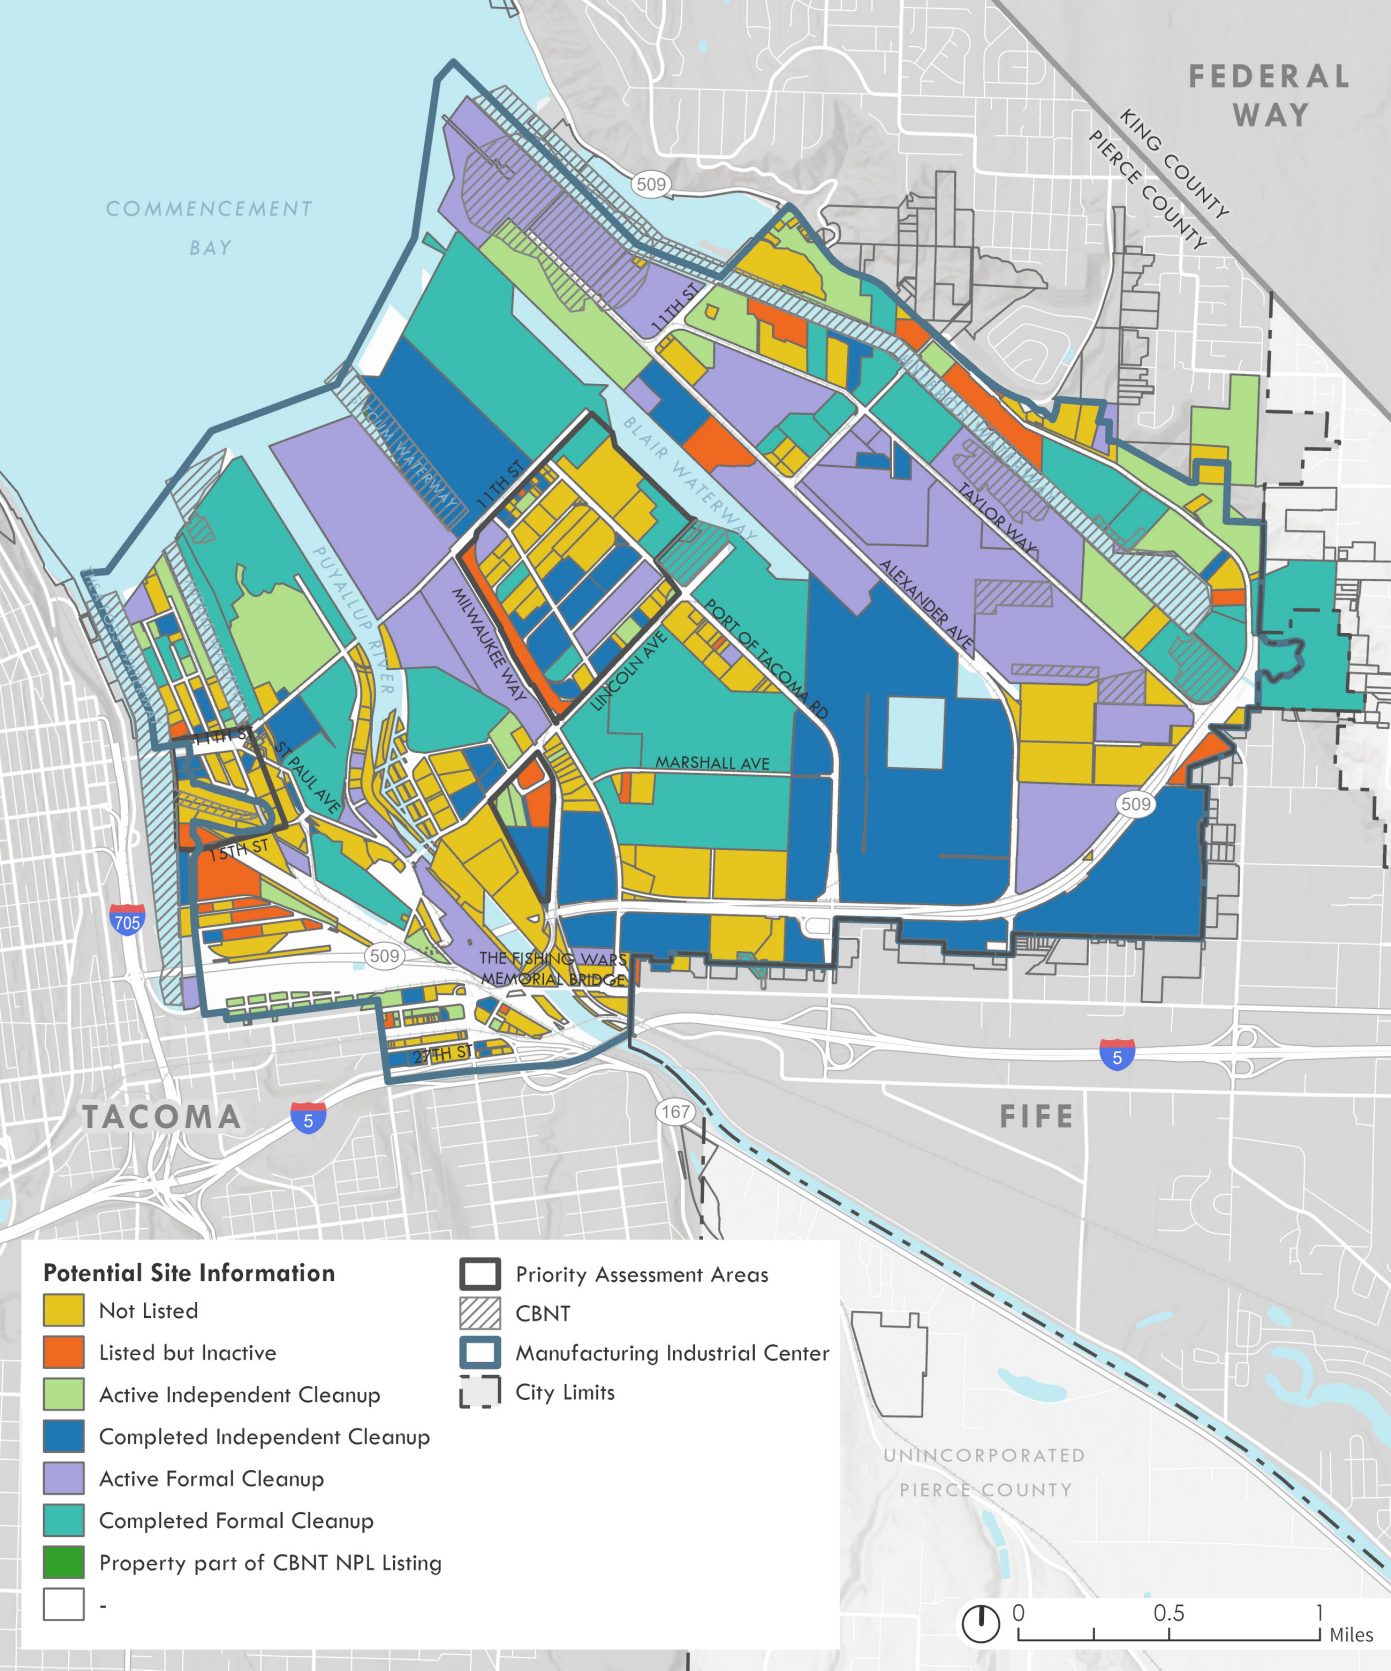 FEDERAL
WAY
KING COUNTY
PIERCE COUNTY
509
COMMENCEMENT
BAY
11TH ST
SITCUM WATERWAY
BLAIR WATERWAY
11TH ST
TAYLOR WAY
PUYALLUP RIVER
ALEXANDER AVE
MILWAUKEE WAY
PORT OF TACOMA RD
LINCOLN AVE
11TH ST
ST PAUL AVE
MARSHALL AVE
509
15TH ST
705
509
THE FISHING WARS
MEMORIAL BRIDGE
27TH ST
5
TACOMA
5
167
FIFE
Potential Site Information
Not Listed
Listed but Inactive
Active Independent Cleanup
Completed Independent Cleanup
Active Formal Cleanup
Completed Formal Cleanup
Property part of CBNT NPL Listing
-
Priority Assessment Areas
CBNT
Manufacturing Industrial Center
City Limits
UNINCORPORATED
PIERCE COUNTY
0
0.5
1
Miles